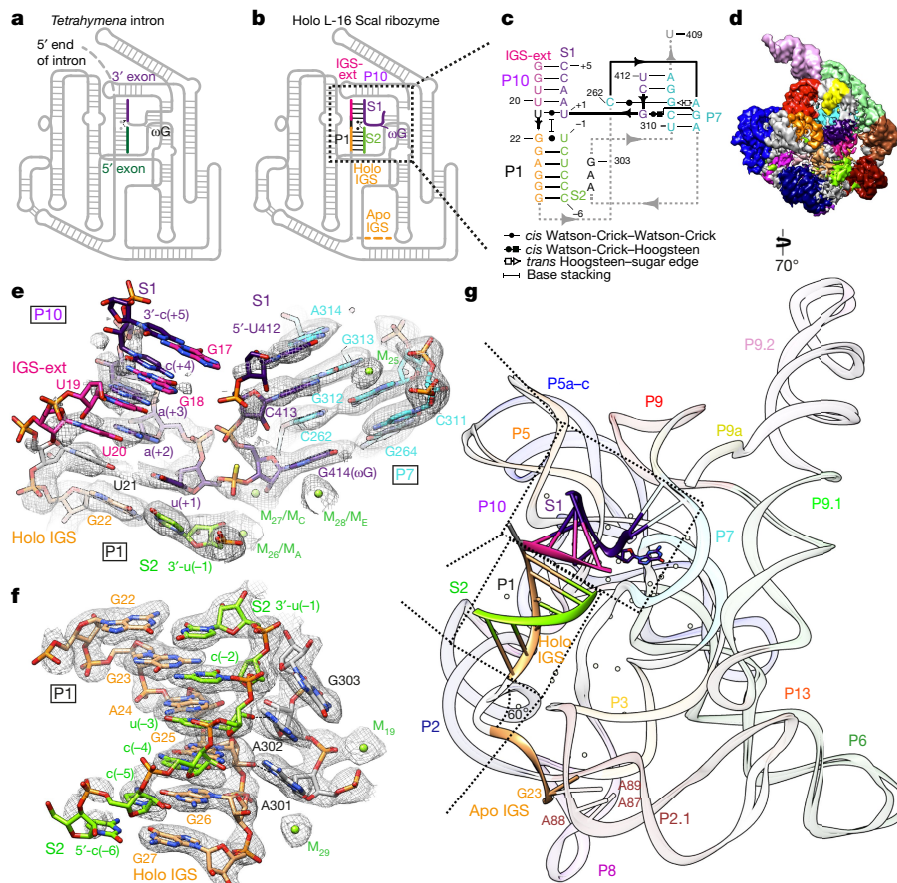 a
Tetrahymena intron
5′ end
of intron
3′ exon
ωG
5′ exon
b
Holo L-16 ScaI ribozyme
IGS-
ext
P10
S1
P1
S2
ωG
Holo
IGS
Apo
IGS
c
IGS-ext
S1
U
409
P10
G C +5
G C
U A
U A
20
U U +1
412
U
C
G
262
C
A
G
G
C
U
310
A
G
A
P7
22
–1
G U
G C
A U
G C
G C
G C
P1
S2
–6
G
303
A
A
cis Watson-Crick–Watson-Crick
cis Watson-Crick–Hoogsteen
trans Hoogsteen–sugar edge
Base stacking
d
70°
e
S1
P10
3′-c(+5)
G17
c(+4)
IGS-ext
U19
G18
a(+3)
U20
a(+2)
U21
u(+1)
G22
Holo IGS
P1
S2
3′-u(–1)
S1
5′-U412
A314
G313
M25
G312
C413
C262
C311
G264
G414(ωG)
P7
M27/MC
M28/ME
M26/MA
f
G22
S2
3′-u(–1)
P1
c(–2)
G23
G303
A24
u(–3)
G25
A302
M19
c(–4)
c(–5)
A301
G26
S2
5′-c(–6)
M29
G27
Holo IGS
g
P9.2
P5a–c
P9
P5
P9a
P9.1
P10
S1
P7
S2
P1
Holo
IGS
P3
P13
P2
60°
P6
G23
Apo IGS
A89
A87
A88
P2.1
P8